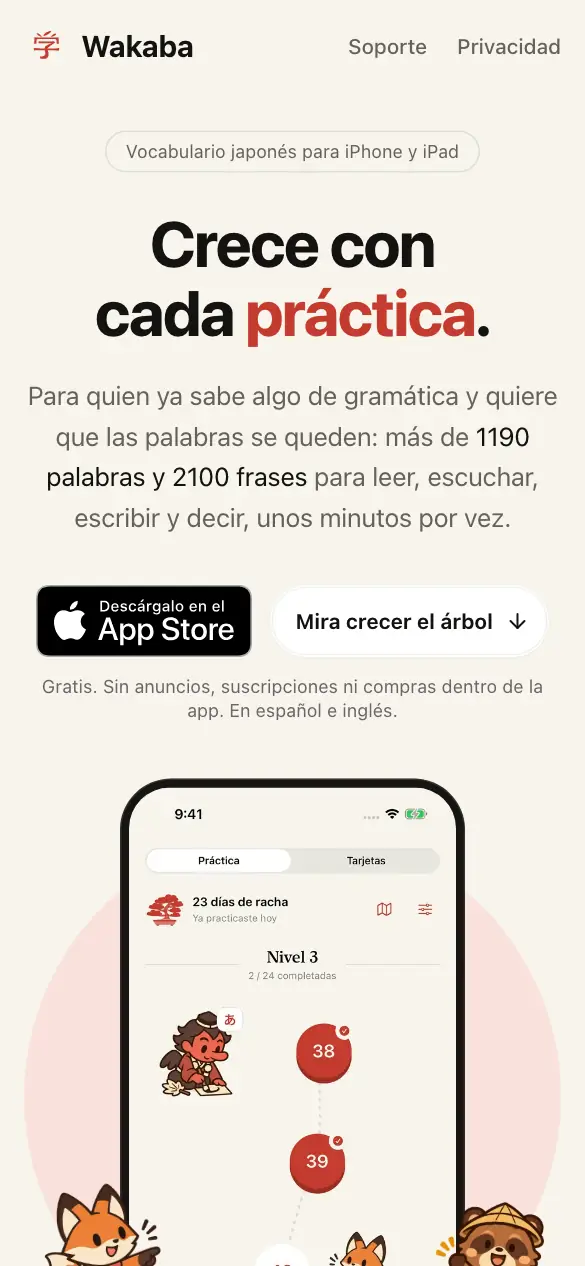 学 Wakaba
Soporte Privacidad
Vocabulario japonés para iPhone y iPad
Crece con
cada práctica.
Para quien ya sabe algo de gramática y quiere
que las palabras se queden: más de 1190
palabras y 2100 frases para leer, escuchar,
escribir y decir, unos minutos por vez.
Descárgalo en el
App Store
Mira crecer el árbol ↓
Gratis. Sin anuncios, suscripciones ni compras dentro de la
app. En español e inglés.
9:41
Práctica Tarjetas
23 días de racha
Ya practicaste hoy
Nivel 3
2 / 24 completadas
あ
38
39